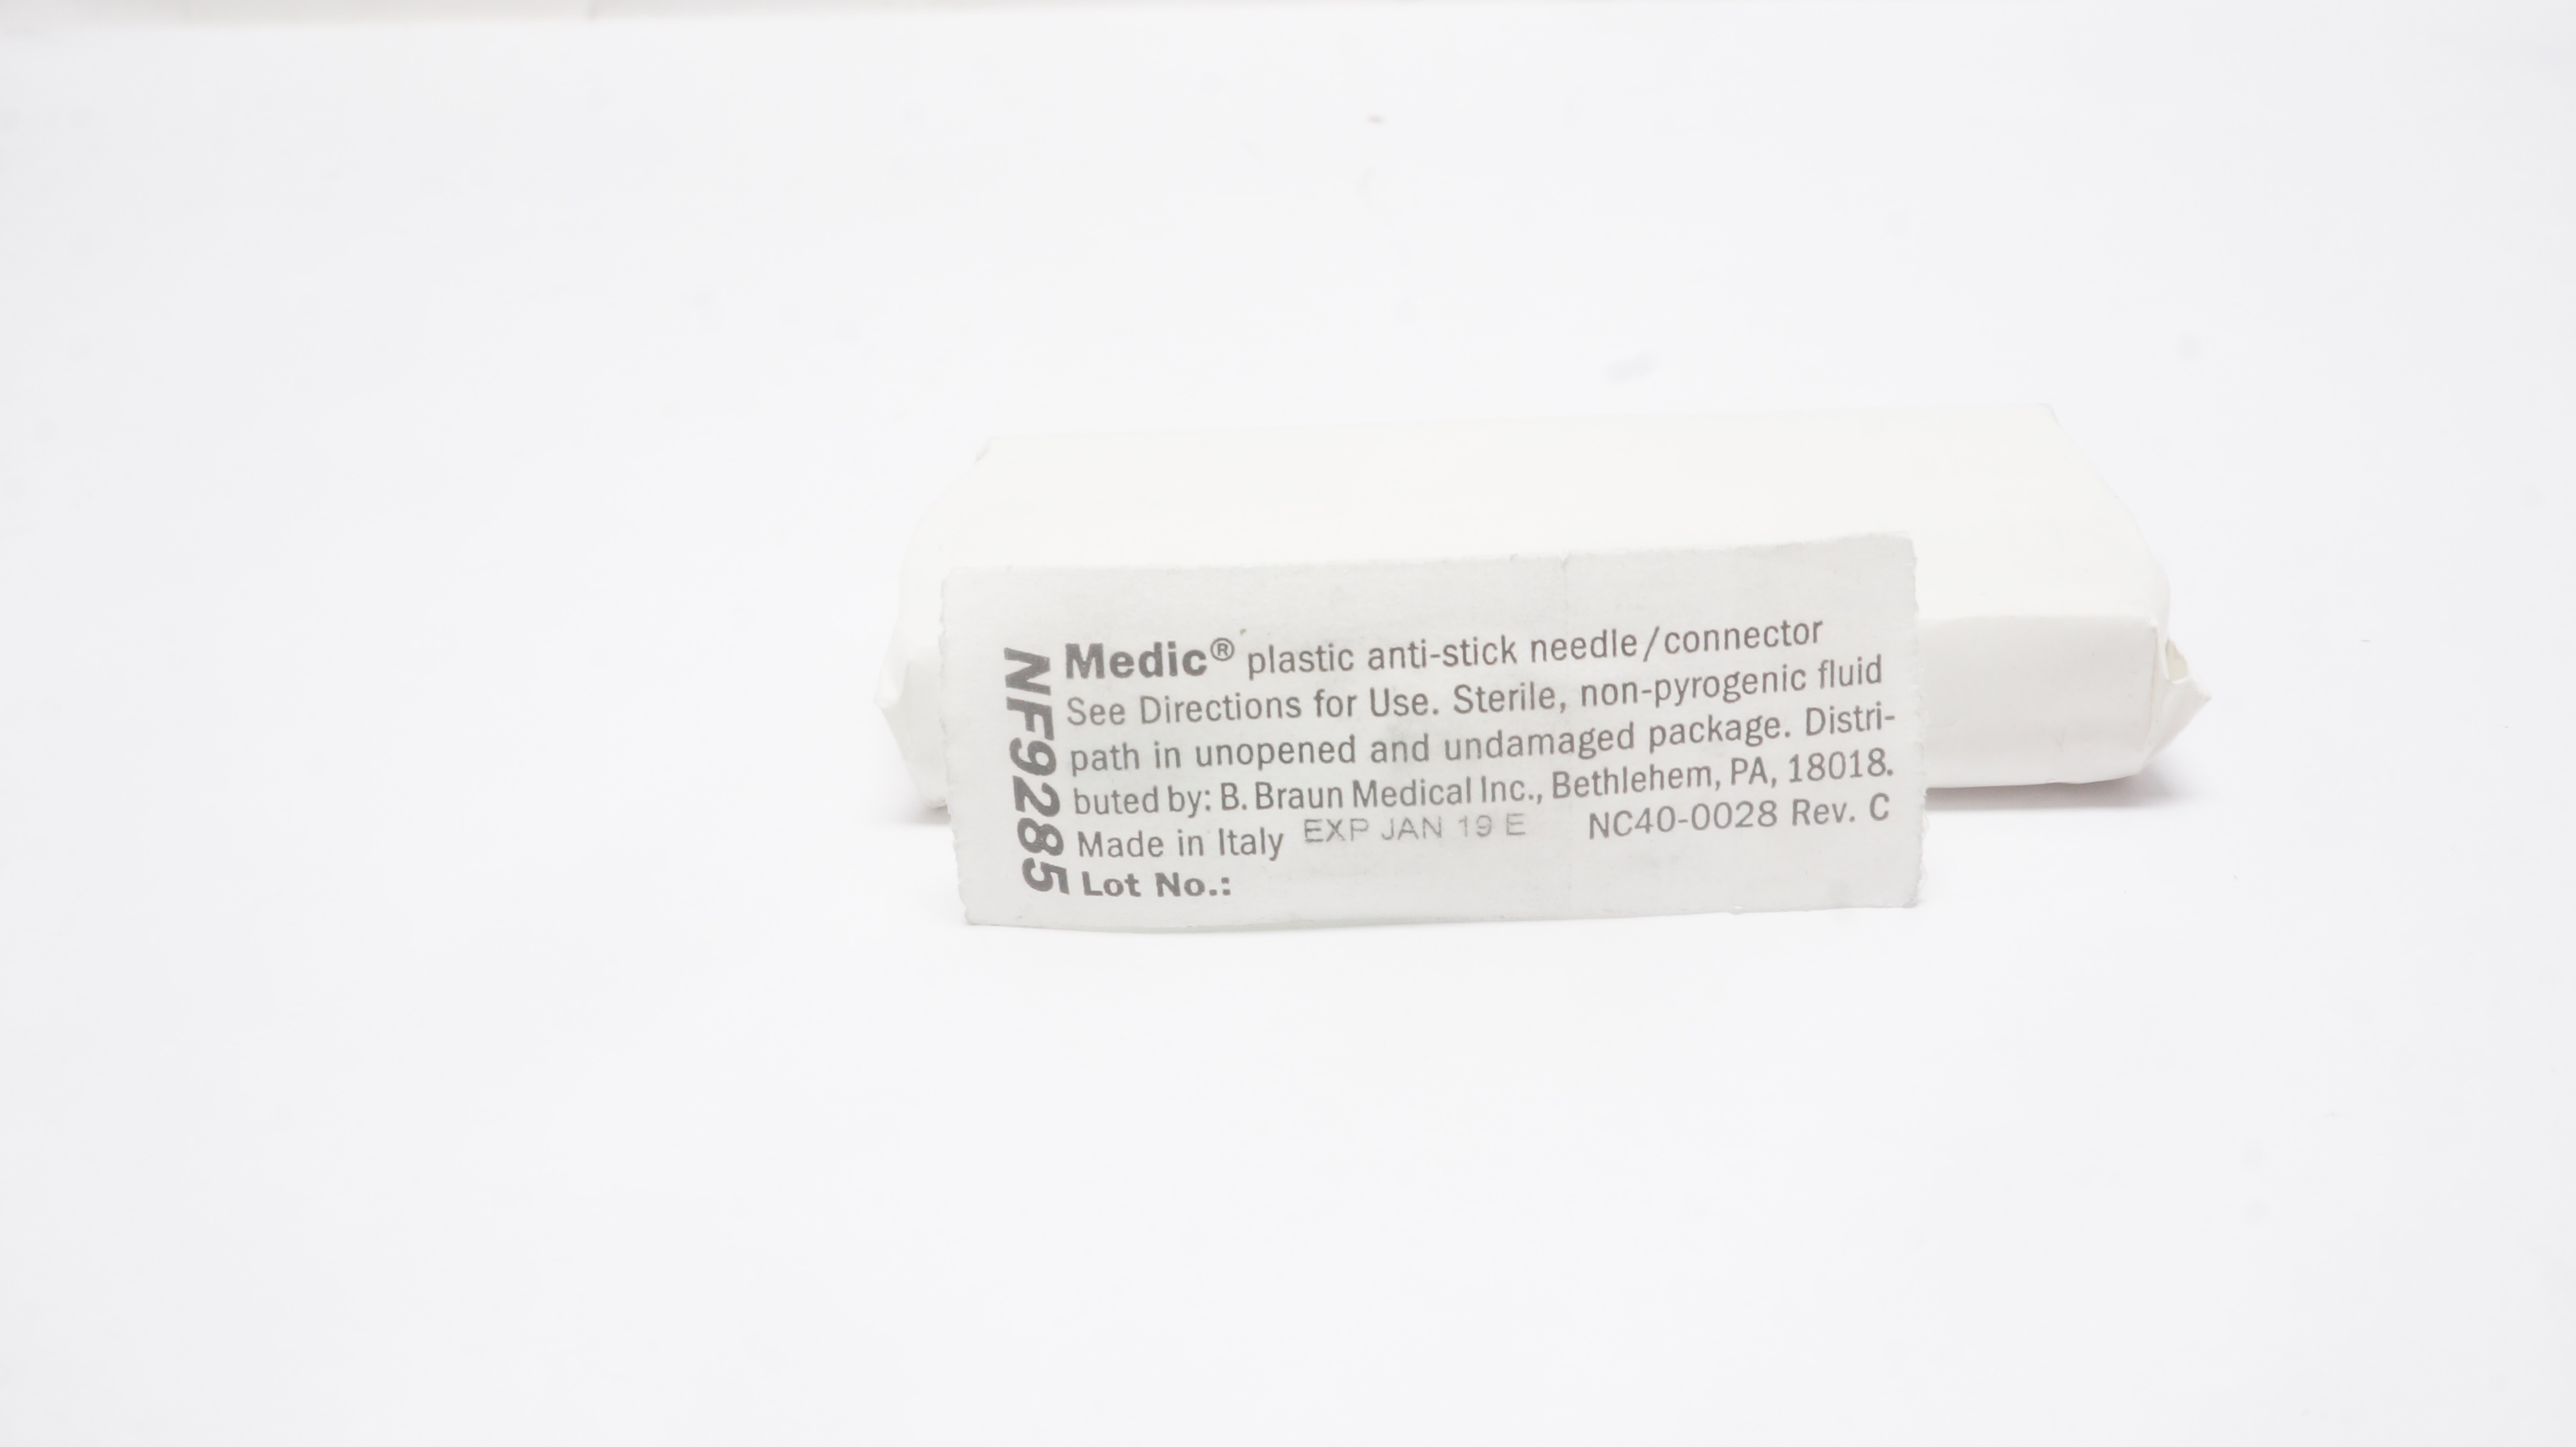 NF9285
Medic® plastic anti-stick needle/connector
See Directions for Use. Sterile, non-pyrogenic fluid
path in unopened and undamaged package. Distri-
buted by: B. Braun Medical Inc., Bethlehem, PA, 18018.
Made in Italy EXP JAN 19 E NC40-0028 Rev. C
Lot No.: